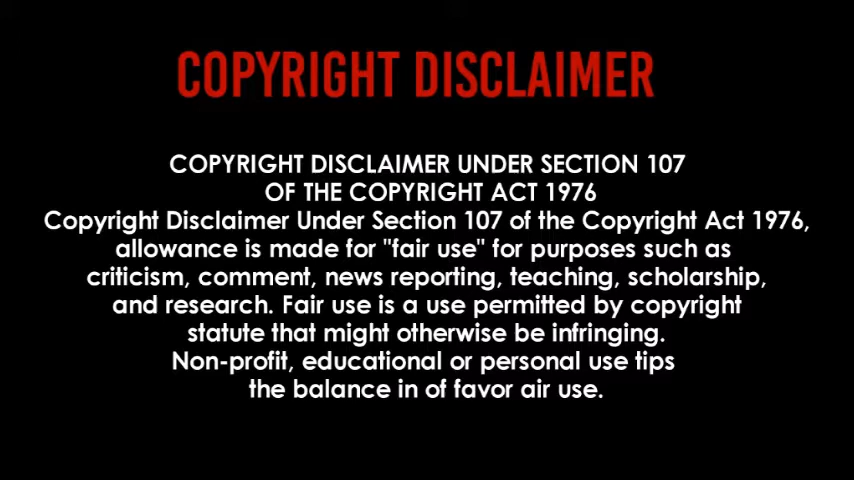 COPYRIGHT DISCLAIMER
COPYRIGHT DISCLAIMER UNDER SECTION 107
OF THE COPYRIGHT ACT 1976
Copyright Disclaimer Under Section 107 of the Copyright Act 1976,
allowance is made for "fair use" for purposes such as
criticism, comment, news reporting, teaching, scholarship,
and research. Fair use is a use permitted by copyright
statute that might otherwise be infringing.
Non-profit, educational or personal use tips
the balance in of favor air use.